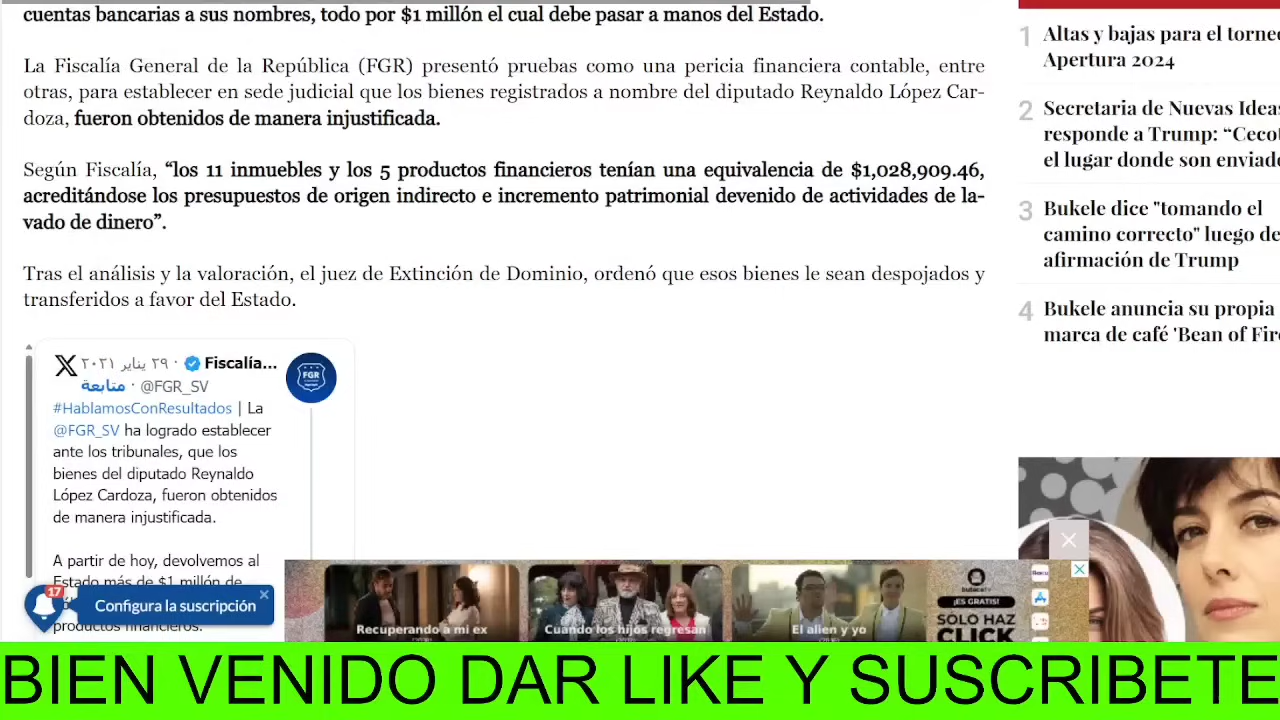 cuentas bancarias a sus nombres, todo por $1 millón el cual debe pasar a manos del Estado.
La Fiscalía General de la República (FGR) presentó pruebas como una pericia financiera contable, entre
otras, para establecer en sede judicial que los bienes registrados a nombre del diputado Reynaldo López Car-
doza, fueron obtenidos de manera injustificada.
Según Fiscalía, “los 11 inmuebles y los 5 productos financieros tenían una equivalencia de $1,028,909.46,
acreditándose los presupuestos de origen indirecto e incremento patrimonial devenido de actividades de la-
vado de dinero”.
Tras el análisis y la valoración, el juez de Extinción de Dominio, ordenó que esos bienes le sean despojados y
transferidos a favor del Estado.
Fiscalía... · ٢٩ يناير ٢٠٢١
@FGR_SV · متابعة
FGR
#HablamosConResultados | La
@FGR_SV ha logrado establecer
ante los tribunales, que los
bienes del diputado Reynaldo
López Cardoza, fueron obtenidos
de manera injustificada.
A partir de hoy, devolvemos al
Estado más de $1 millón de
productos financieros.
17
Configura la suscripción
1 Altas y bajas para el torneo
Apertura 2024
2 Secretaria de Nuevas Ideas
responde a Trump: “Cecot
el lugar donde son enviado
3 Bukele dice "tomando el
camino correcto" luego de
afirmación de Trump
4 Bukele anuncia su propia
marca de café 'Bean of Fire
Recuperando a mi ex
Cuando los hijos regresan
El alien y yo
butacaTV
¡ES GRATIS!
SOLO HAZ
CLICK
Roku
BIEN VENIDO DAR LIKE Y SUSCRIBETE